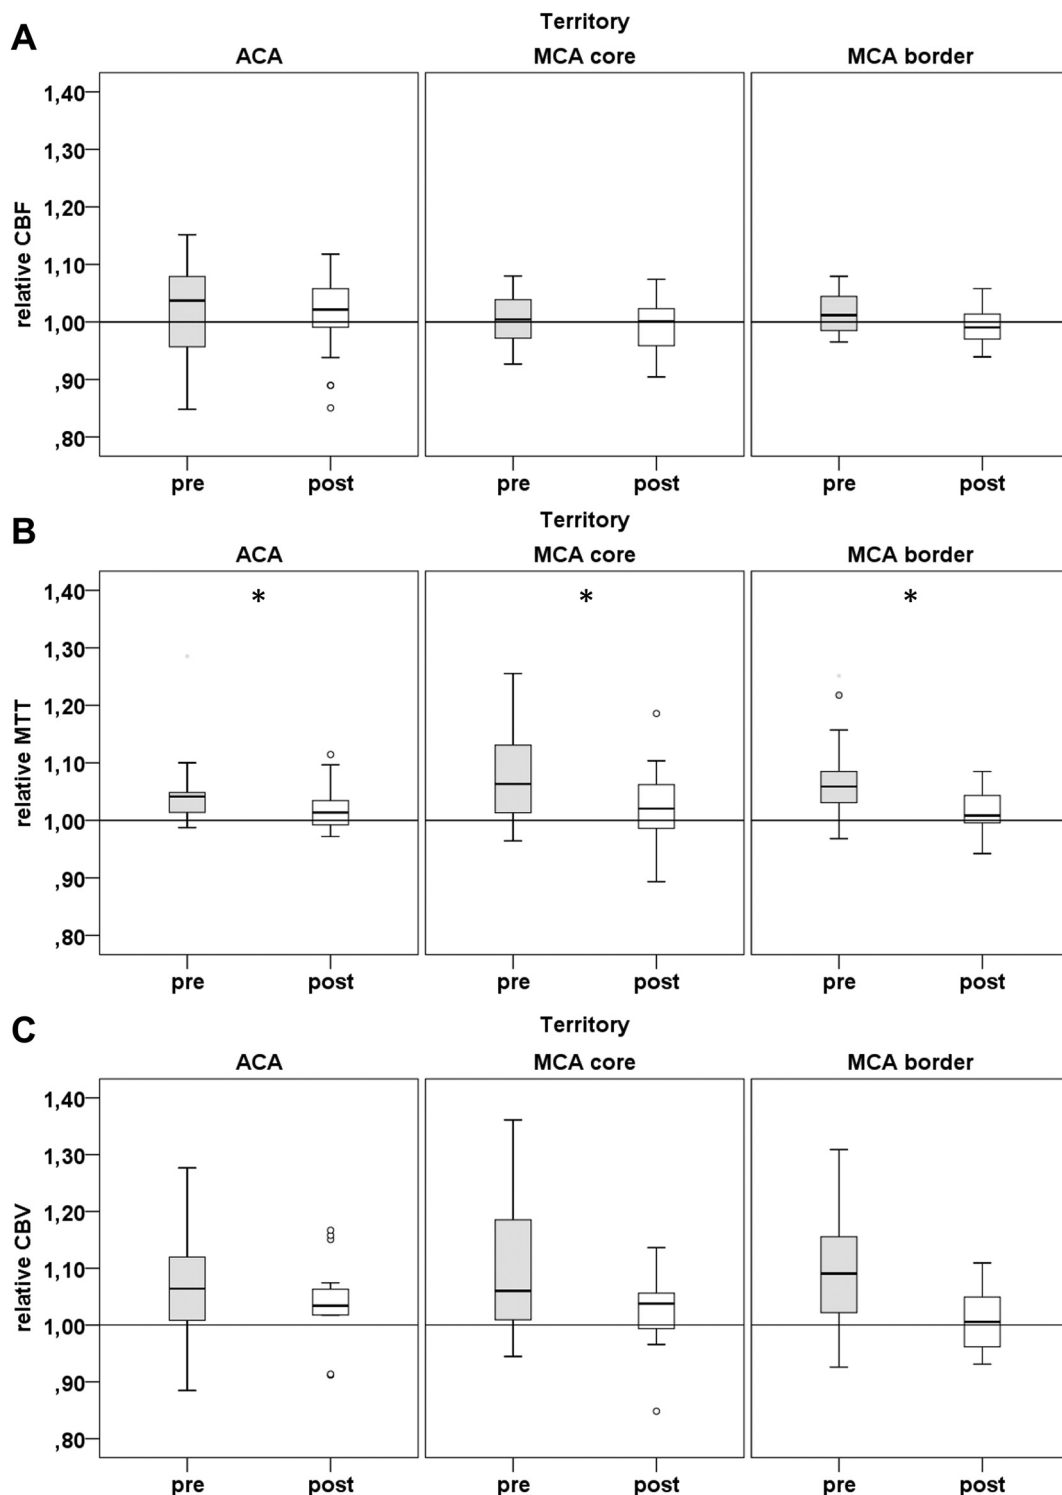 A
Territory
ACA MCA core MCA border
relative CBF
1,40
1,30
1,20
1,10
1,00
,90
,80
pre post pre post pre post
B
Territory
ACA MCA core MCA border
* * *
relative MTT
1,40
1,30
1,20
1,10
1,00
,90
,80
pre post pre post pre post
C
Territory
ACA MCA core MCA border
relative CBV
1,40
1,30
1,20
1,10
1,00
,90
,80
pre post pre post pre post